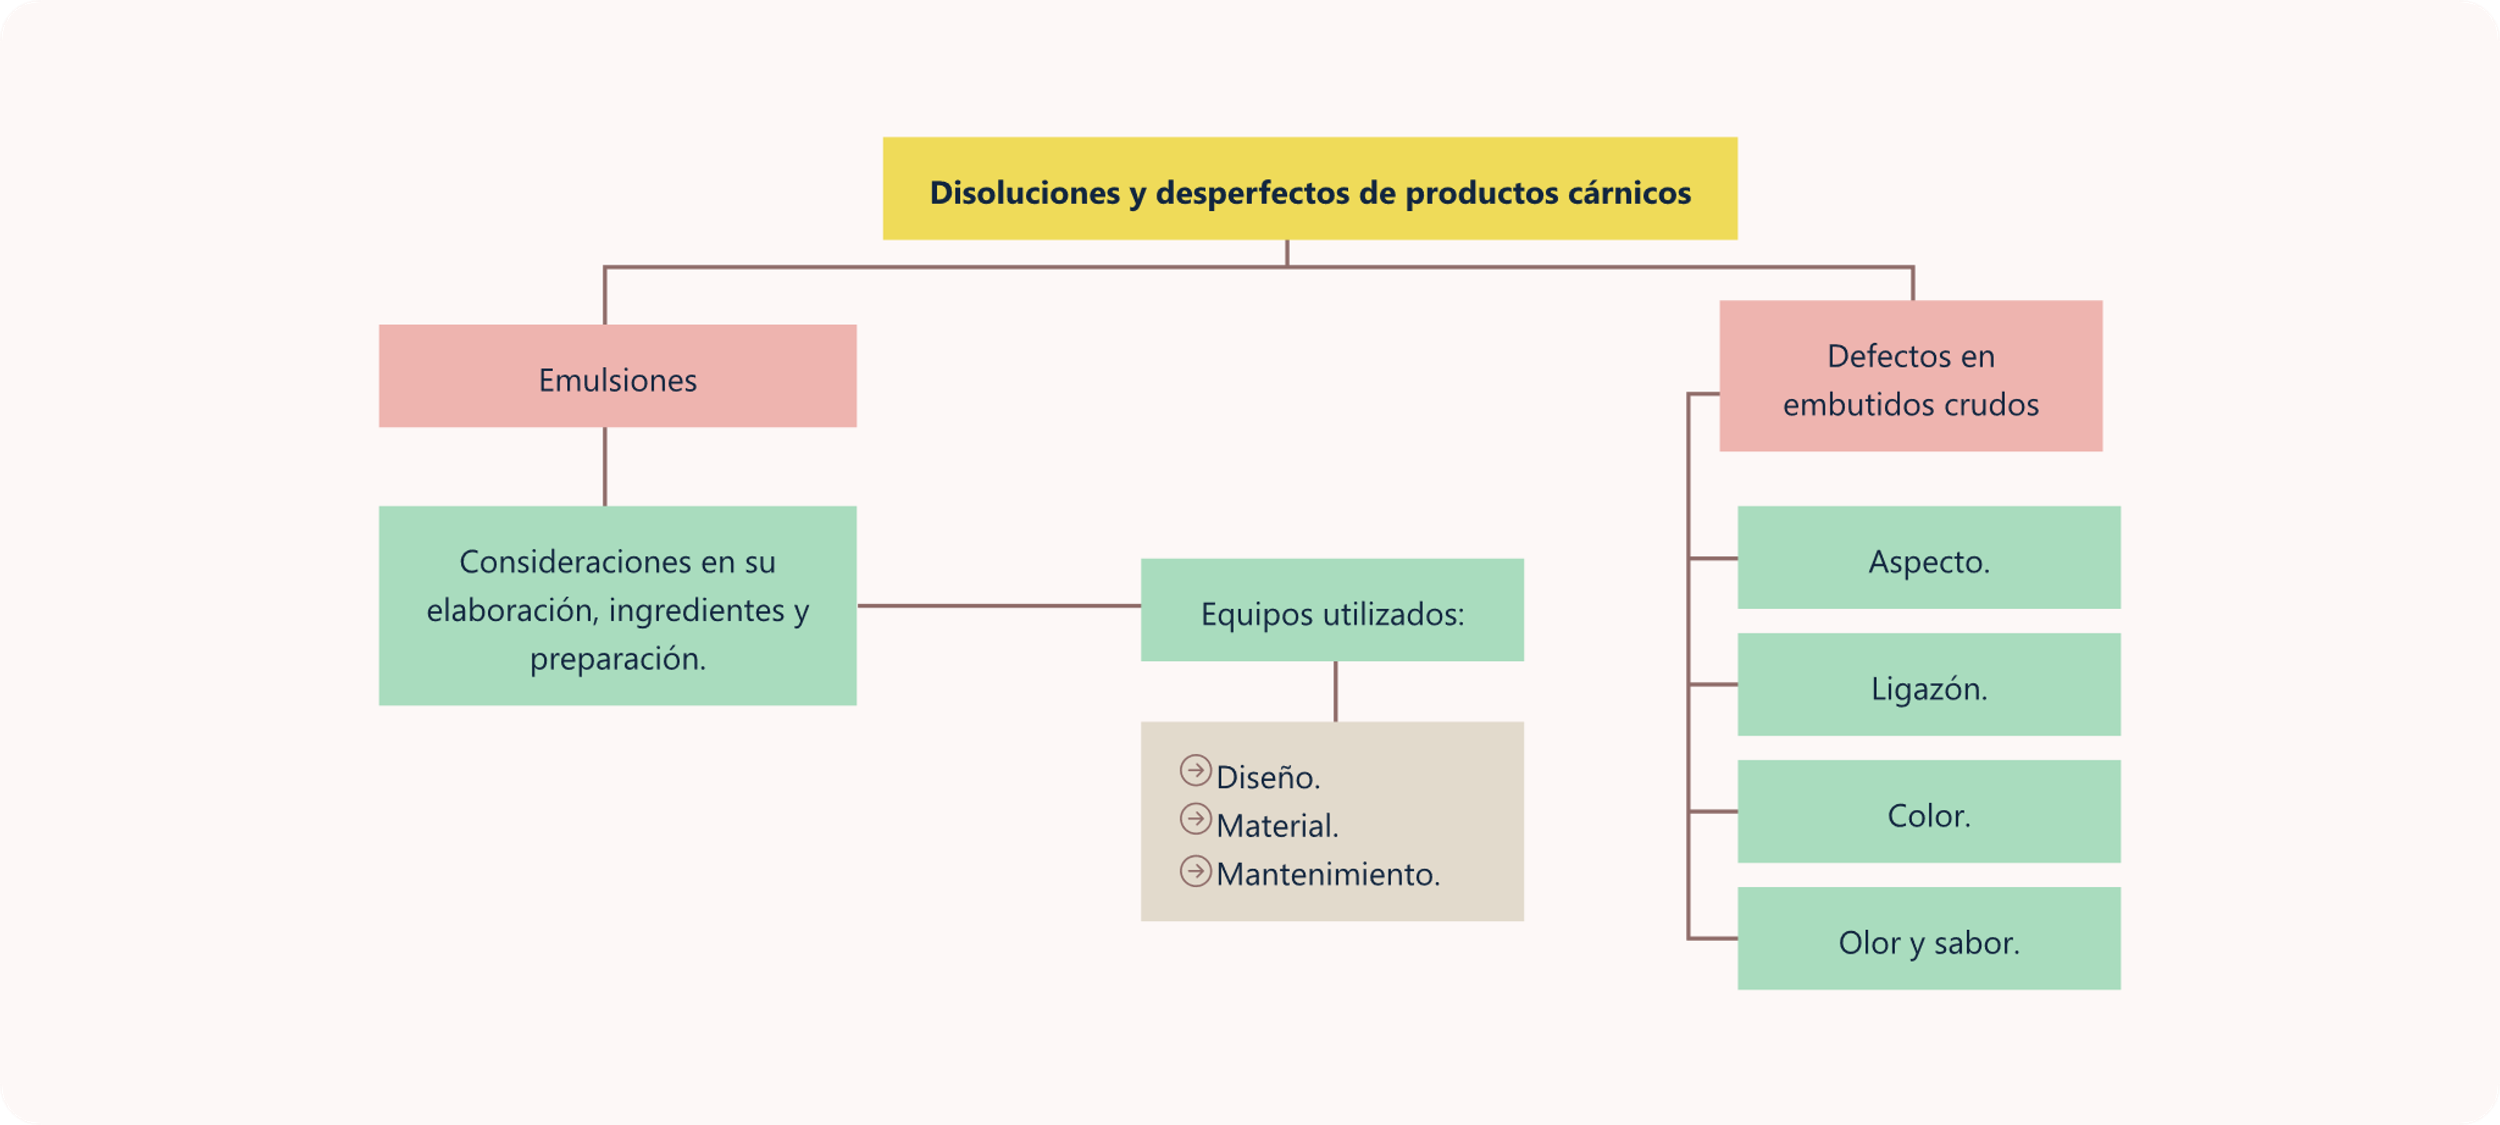 Disoluciones y desperfectos de productos cárnicos
Emulsiones
Consideraciones en su
elaboración, ingredientes y
preparación.
Equipos utilizados:
Diseño.
Material.
Mantenimiento.
Defectos en
embutidos crudos
Aspecto.
Ligazón.
Color.
Olor y sabor.